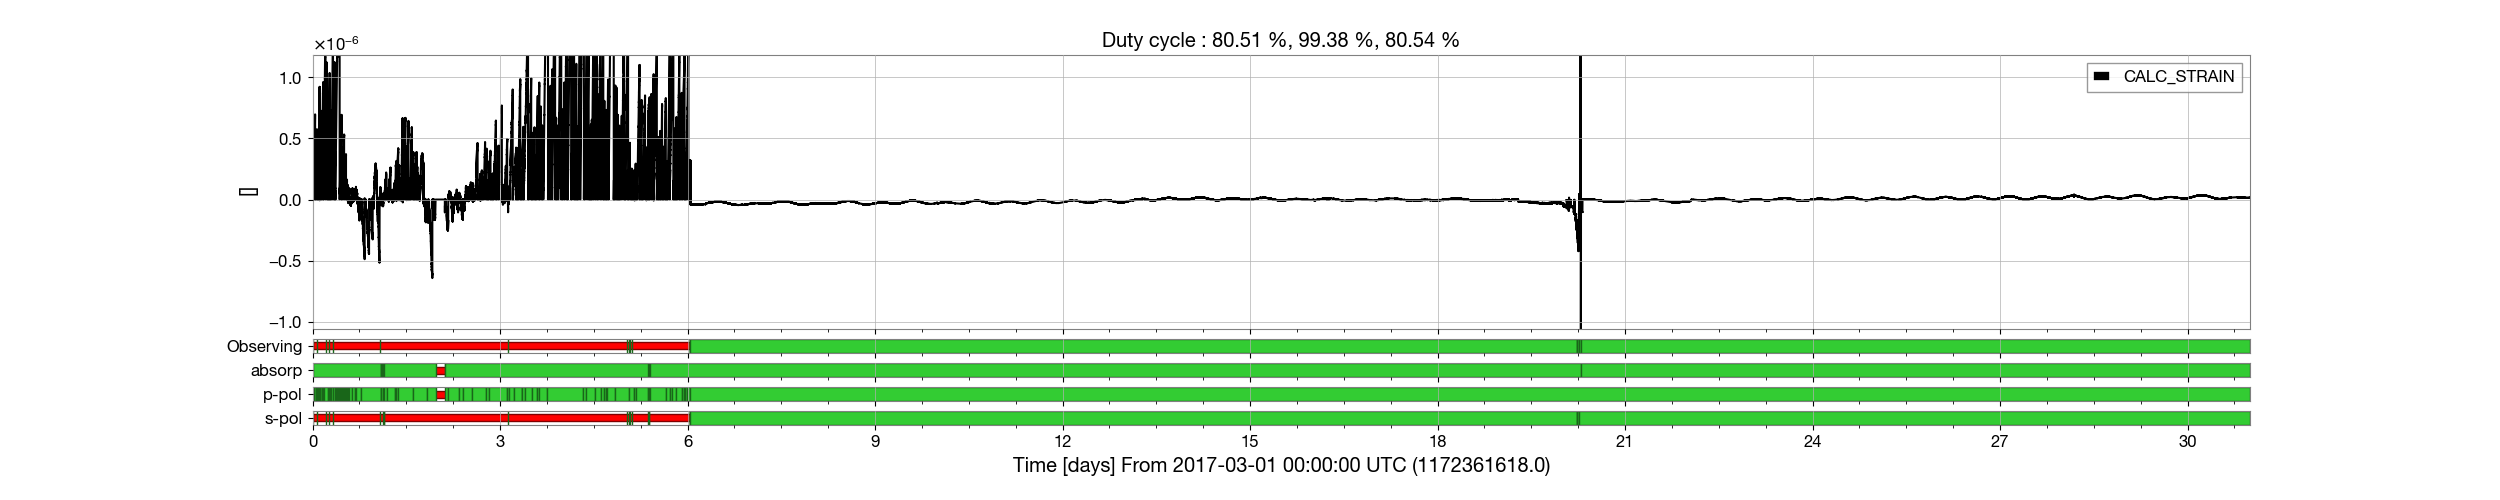 Duty cycle : 80.51 %, 99.38 %, 80.54 %
×10⁻⁶
CALC_STRAIN
1.0
0.5
0.0
−0.5
−1.0
[]
Observing
absorp
p-pol
s-pol
0 3 6 9 12 15 18 21 24 27 30
Time [days] From 2017-03-01 00:00:00 UTC (1172361618.0)